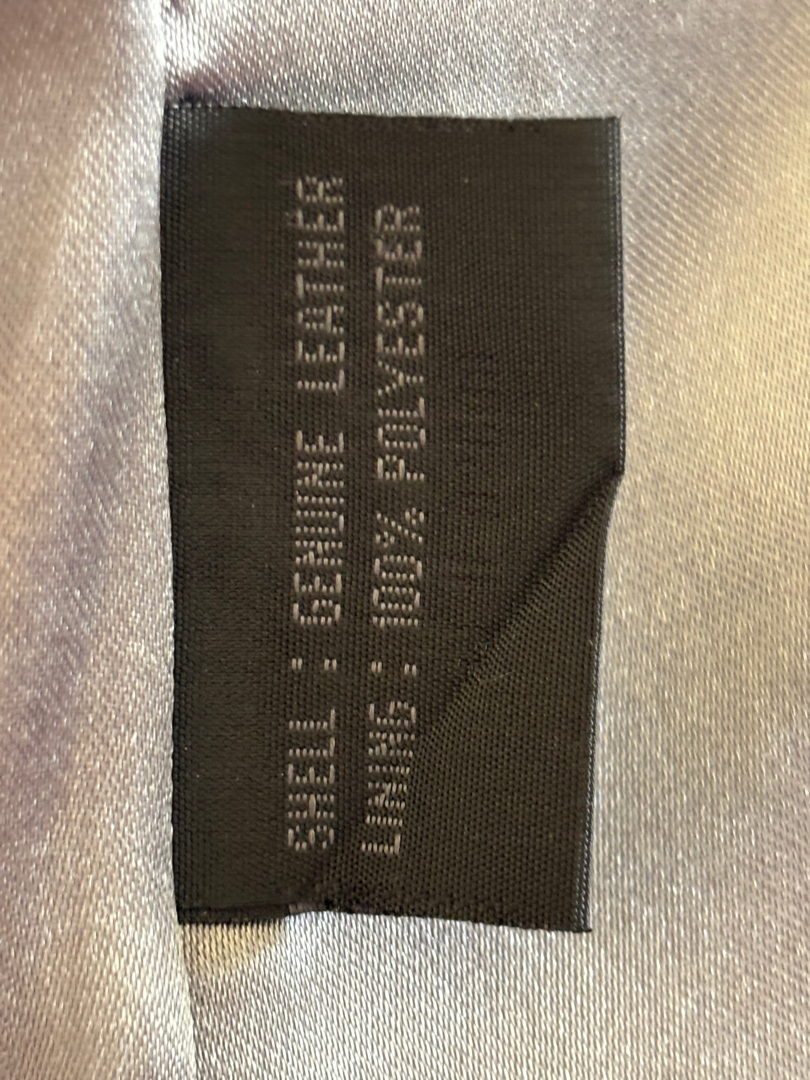 SHELL : GENUINE LEATHER
LINING : 100% POLYESTER